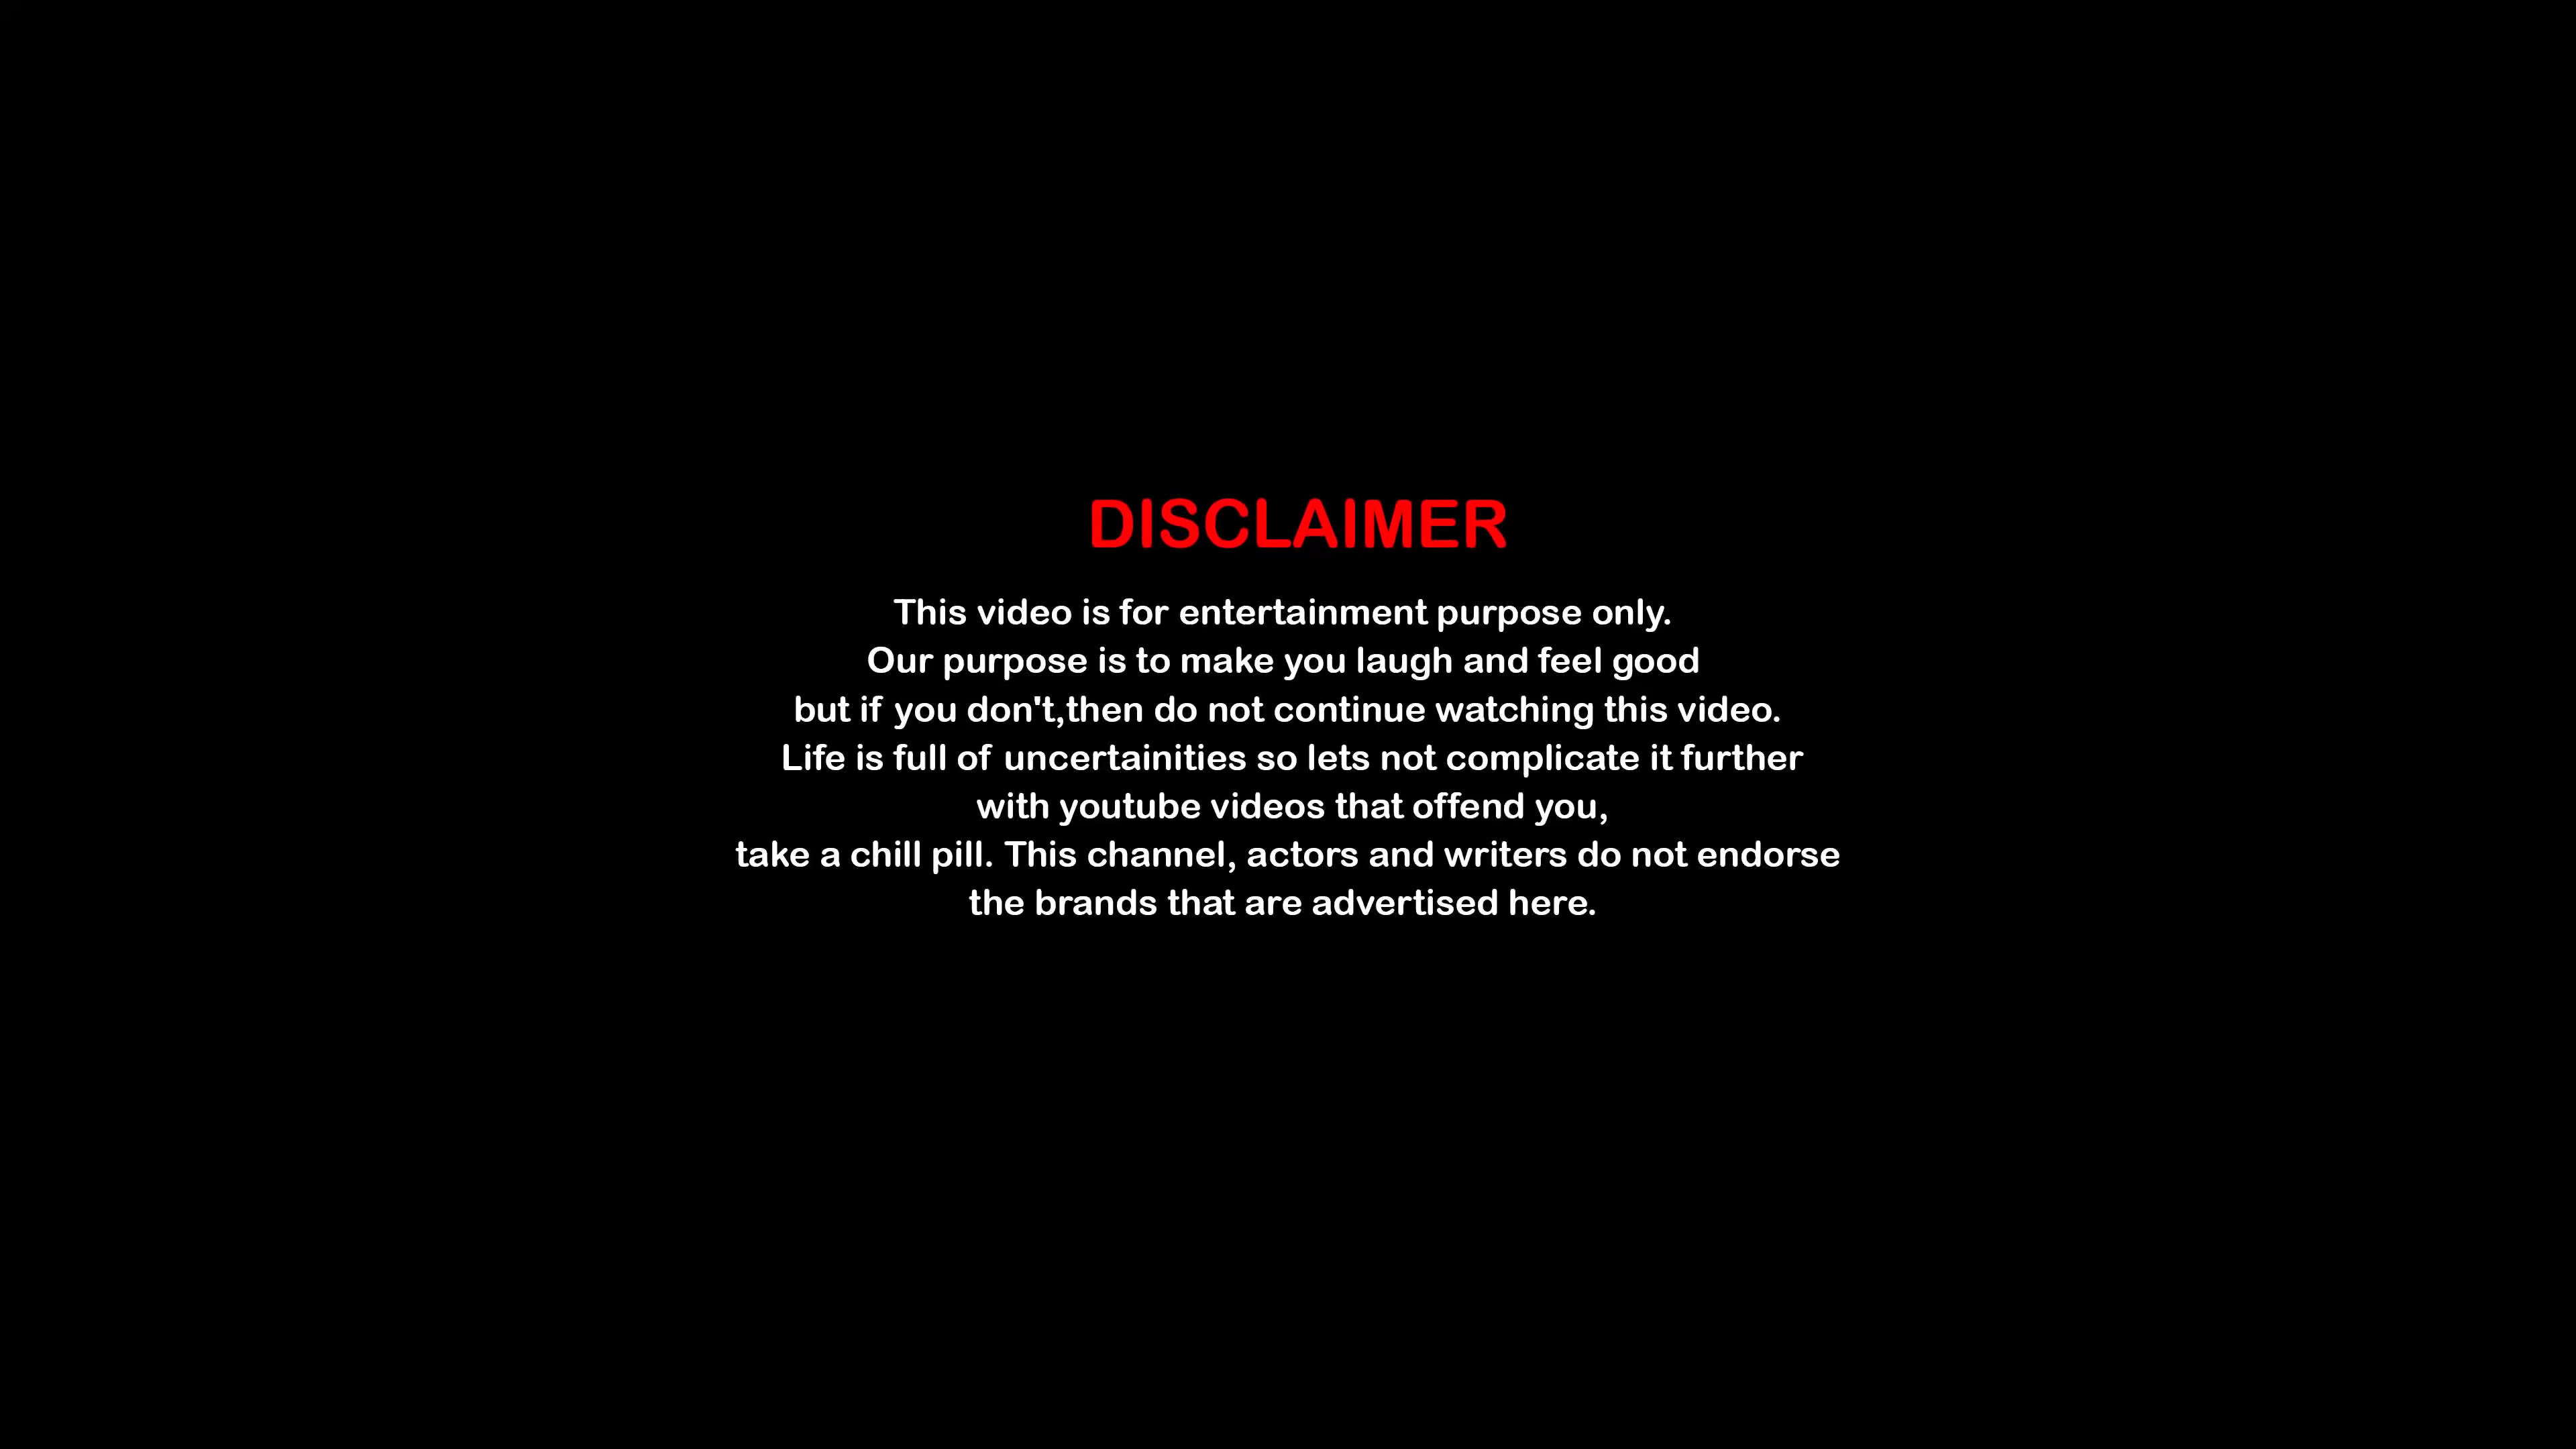 DISCLAIMER
This video is for entertainment purpose only.
Our purpose is to make you laugh and feel good
but if you don't,then do not continue watching this video.
Life is full of uncertainities so lets not complicate it further
with youtube videos that offend you,
take a chill pill. This channel, actors and writers do not endorse
the brands that are advertised here.